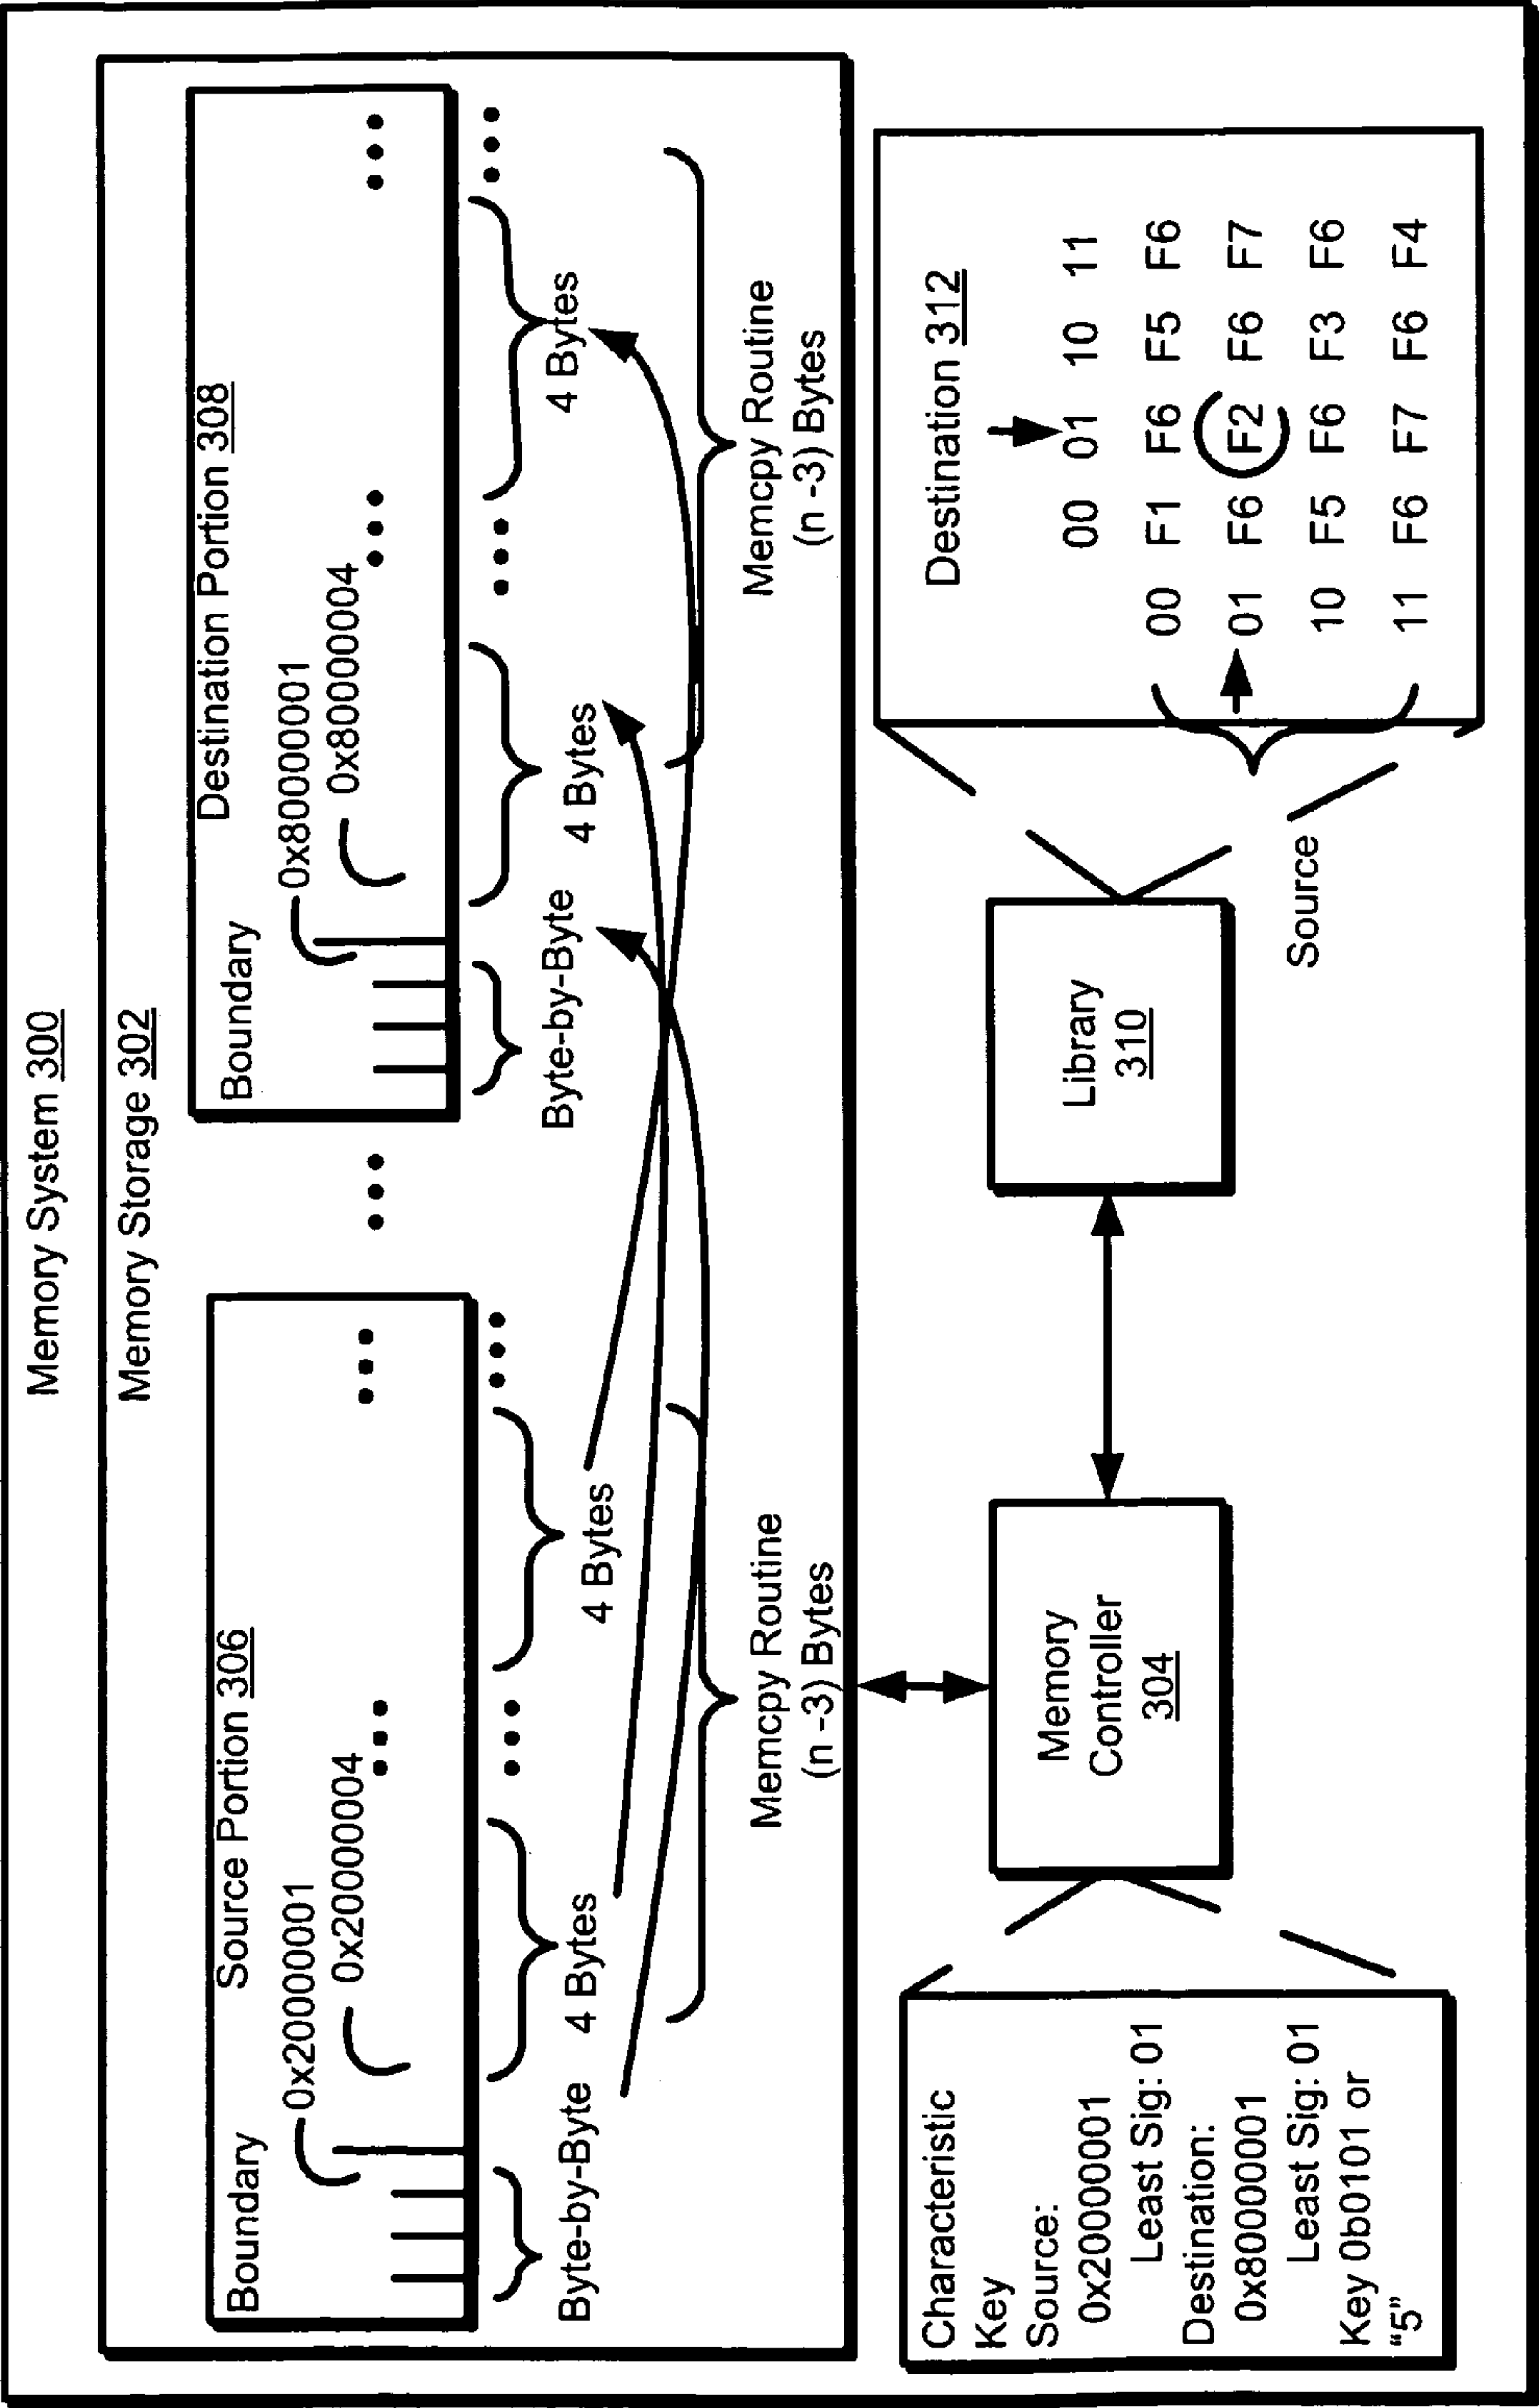 Memory System 300
Memory Storage 302
Source Portion 306
Boundary
0x20000001
0x20000004
Byte-by-Byte
4 Bytes
4 Bytes
Memcpy Routine
(n -3) Bytes
Destination Portion 308
Boundary
0x80000001
0x80000004
Byte-by-Byte
4 Bytes
4 Bytes
Memcpy Routine
(n -3) Bytes
Characteristic
Key
Source:
0x20000001
Least Sig: 01
Destination:
0x80000001
Least Sig: 01
Key 0b0101 or
“5”
Memory
Controller
304
Library
310
Source
Destination 312
00 01 10 11
00 F1 F6 F5 F6
01 F6 F2 F6 F7
10 F5 F6 F3 F6
11 F6 F7 F6 F4